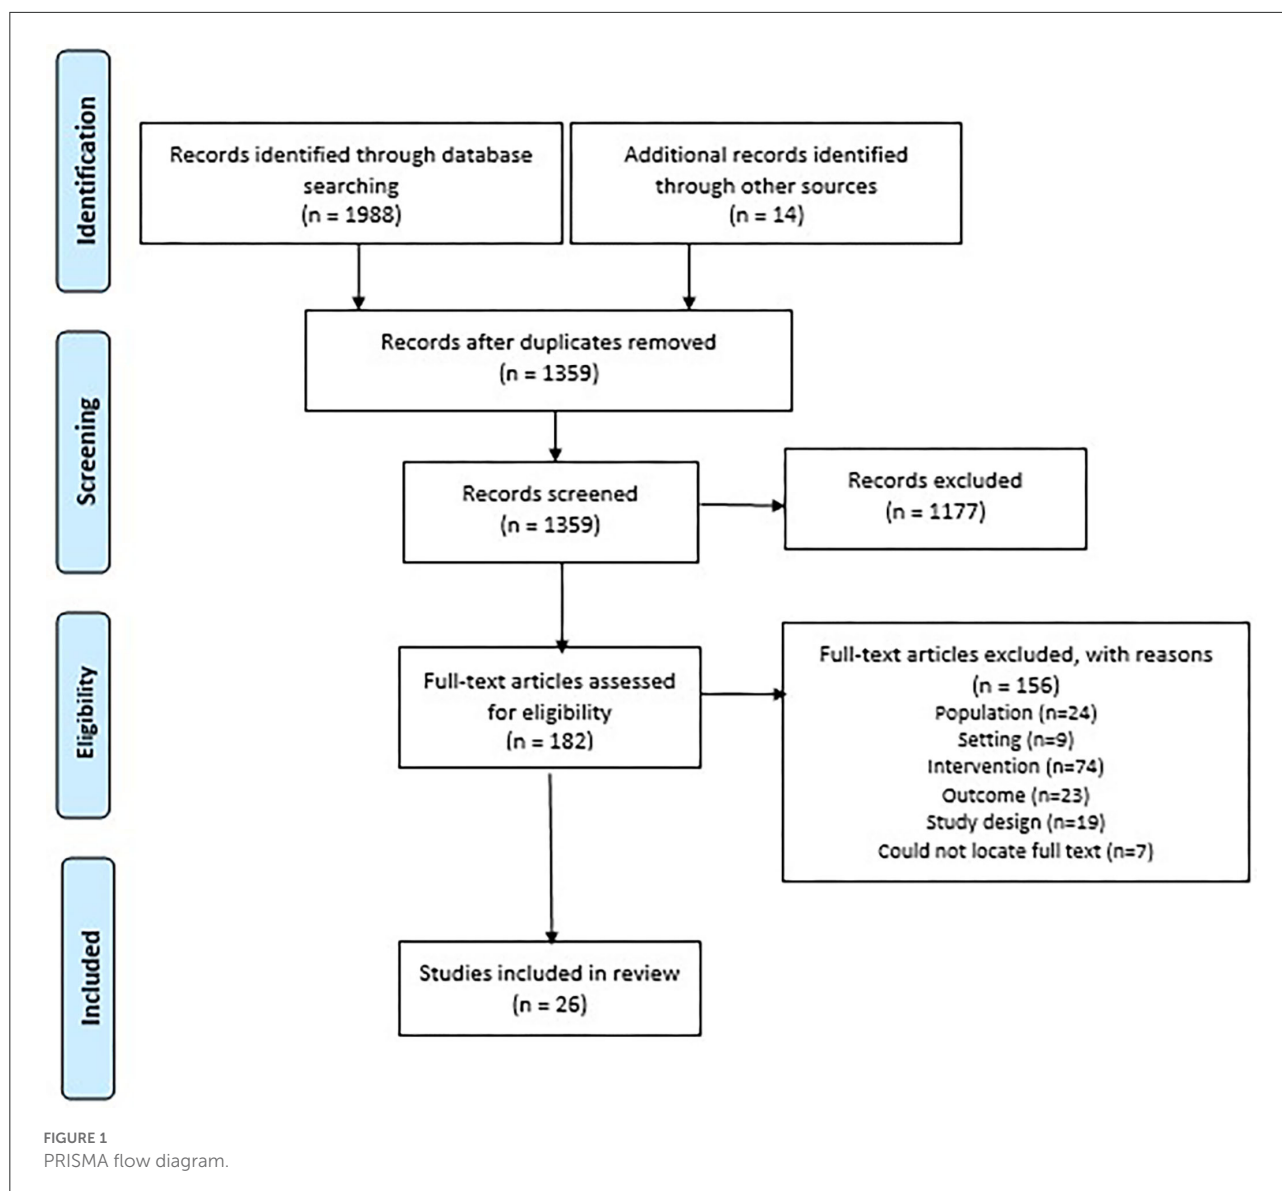 Identification
Records identified through database
searching
(n = 1988)
Additional records identified
through other sources
(n = 14)
Screening
Records after duplicates removed
(n = 1359)
Records screened
(n = 1359)
Records excluded
(n = 1177)
Eligibility
Full-text articles assessed
for eligibility
(n = 182)
Full-text articles excluded, with reasons
(n = 156)
Population (n=24)
Setting (n=9)
Intervention (n=74)
Outcome (n=23)
Study design (n=19)
Could not locate full text (n=7)
Included
Studies included in review
(n = 26)
FIGURE 1
PRISMA flow diagram.